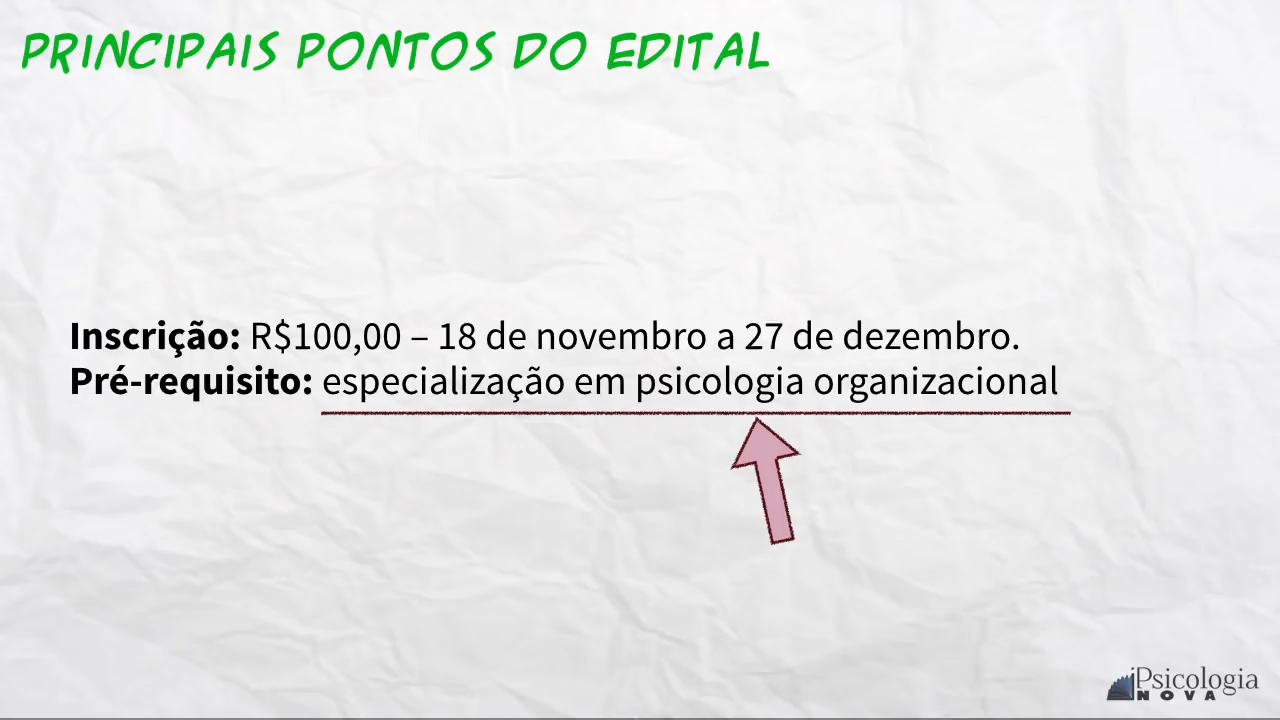 PRINCIPAIS PONTOS DO EDITAL
Inscrição: R$100,00 – 18 de novembro a 27 de dezembro.
Pré-requisito: especialização em psicologia organizacional
Psicologia
NOVA